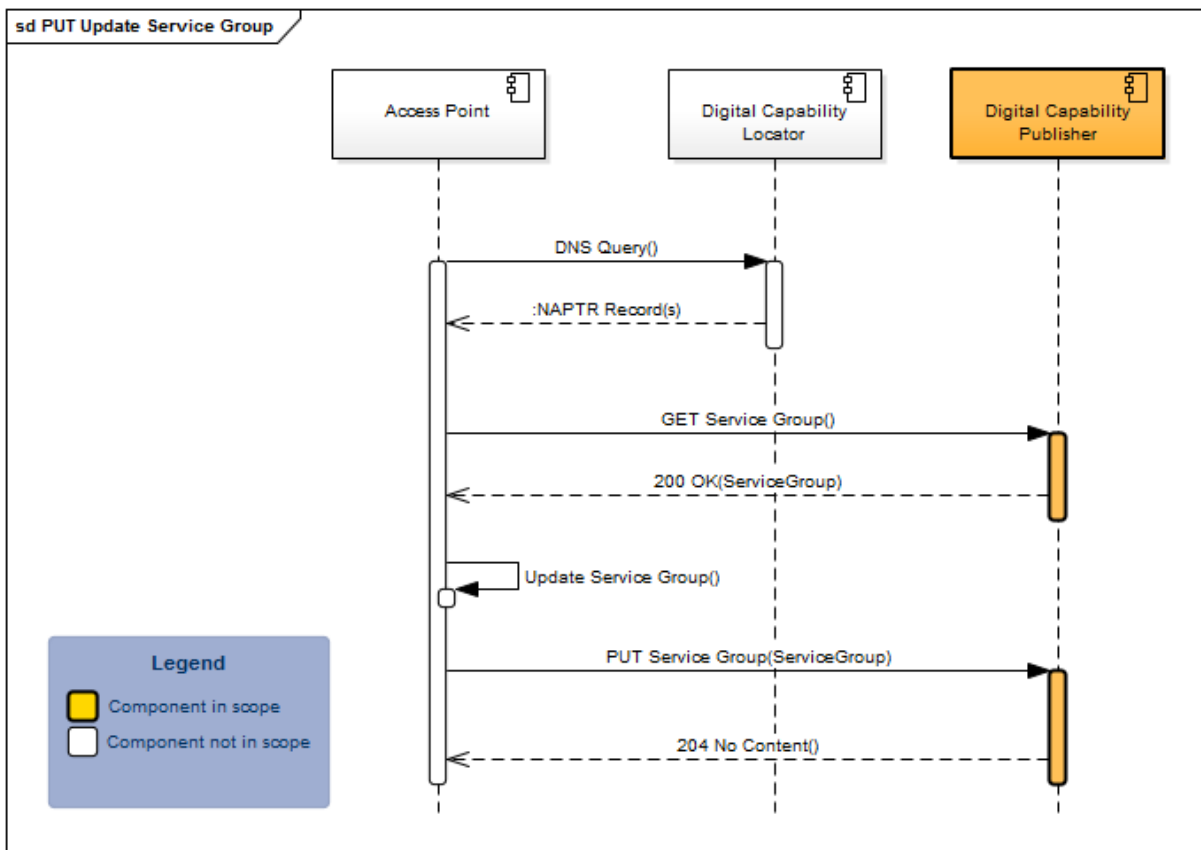 sd PUT Update Service Group
Access Point
Digital Capability
Locator
Digital Capability
Publisher
DNS Query()
:NAPTR Record(s)
GET Service Group()
200 OK(ServiceGroup)
Update Service Group()
PUT Service Group(ServiceGroup)
204 No Content()
Legend
Component in scope
Component not in scope